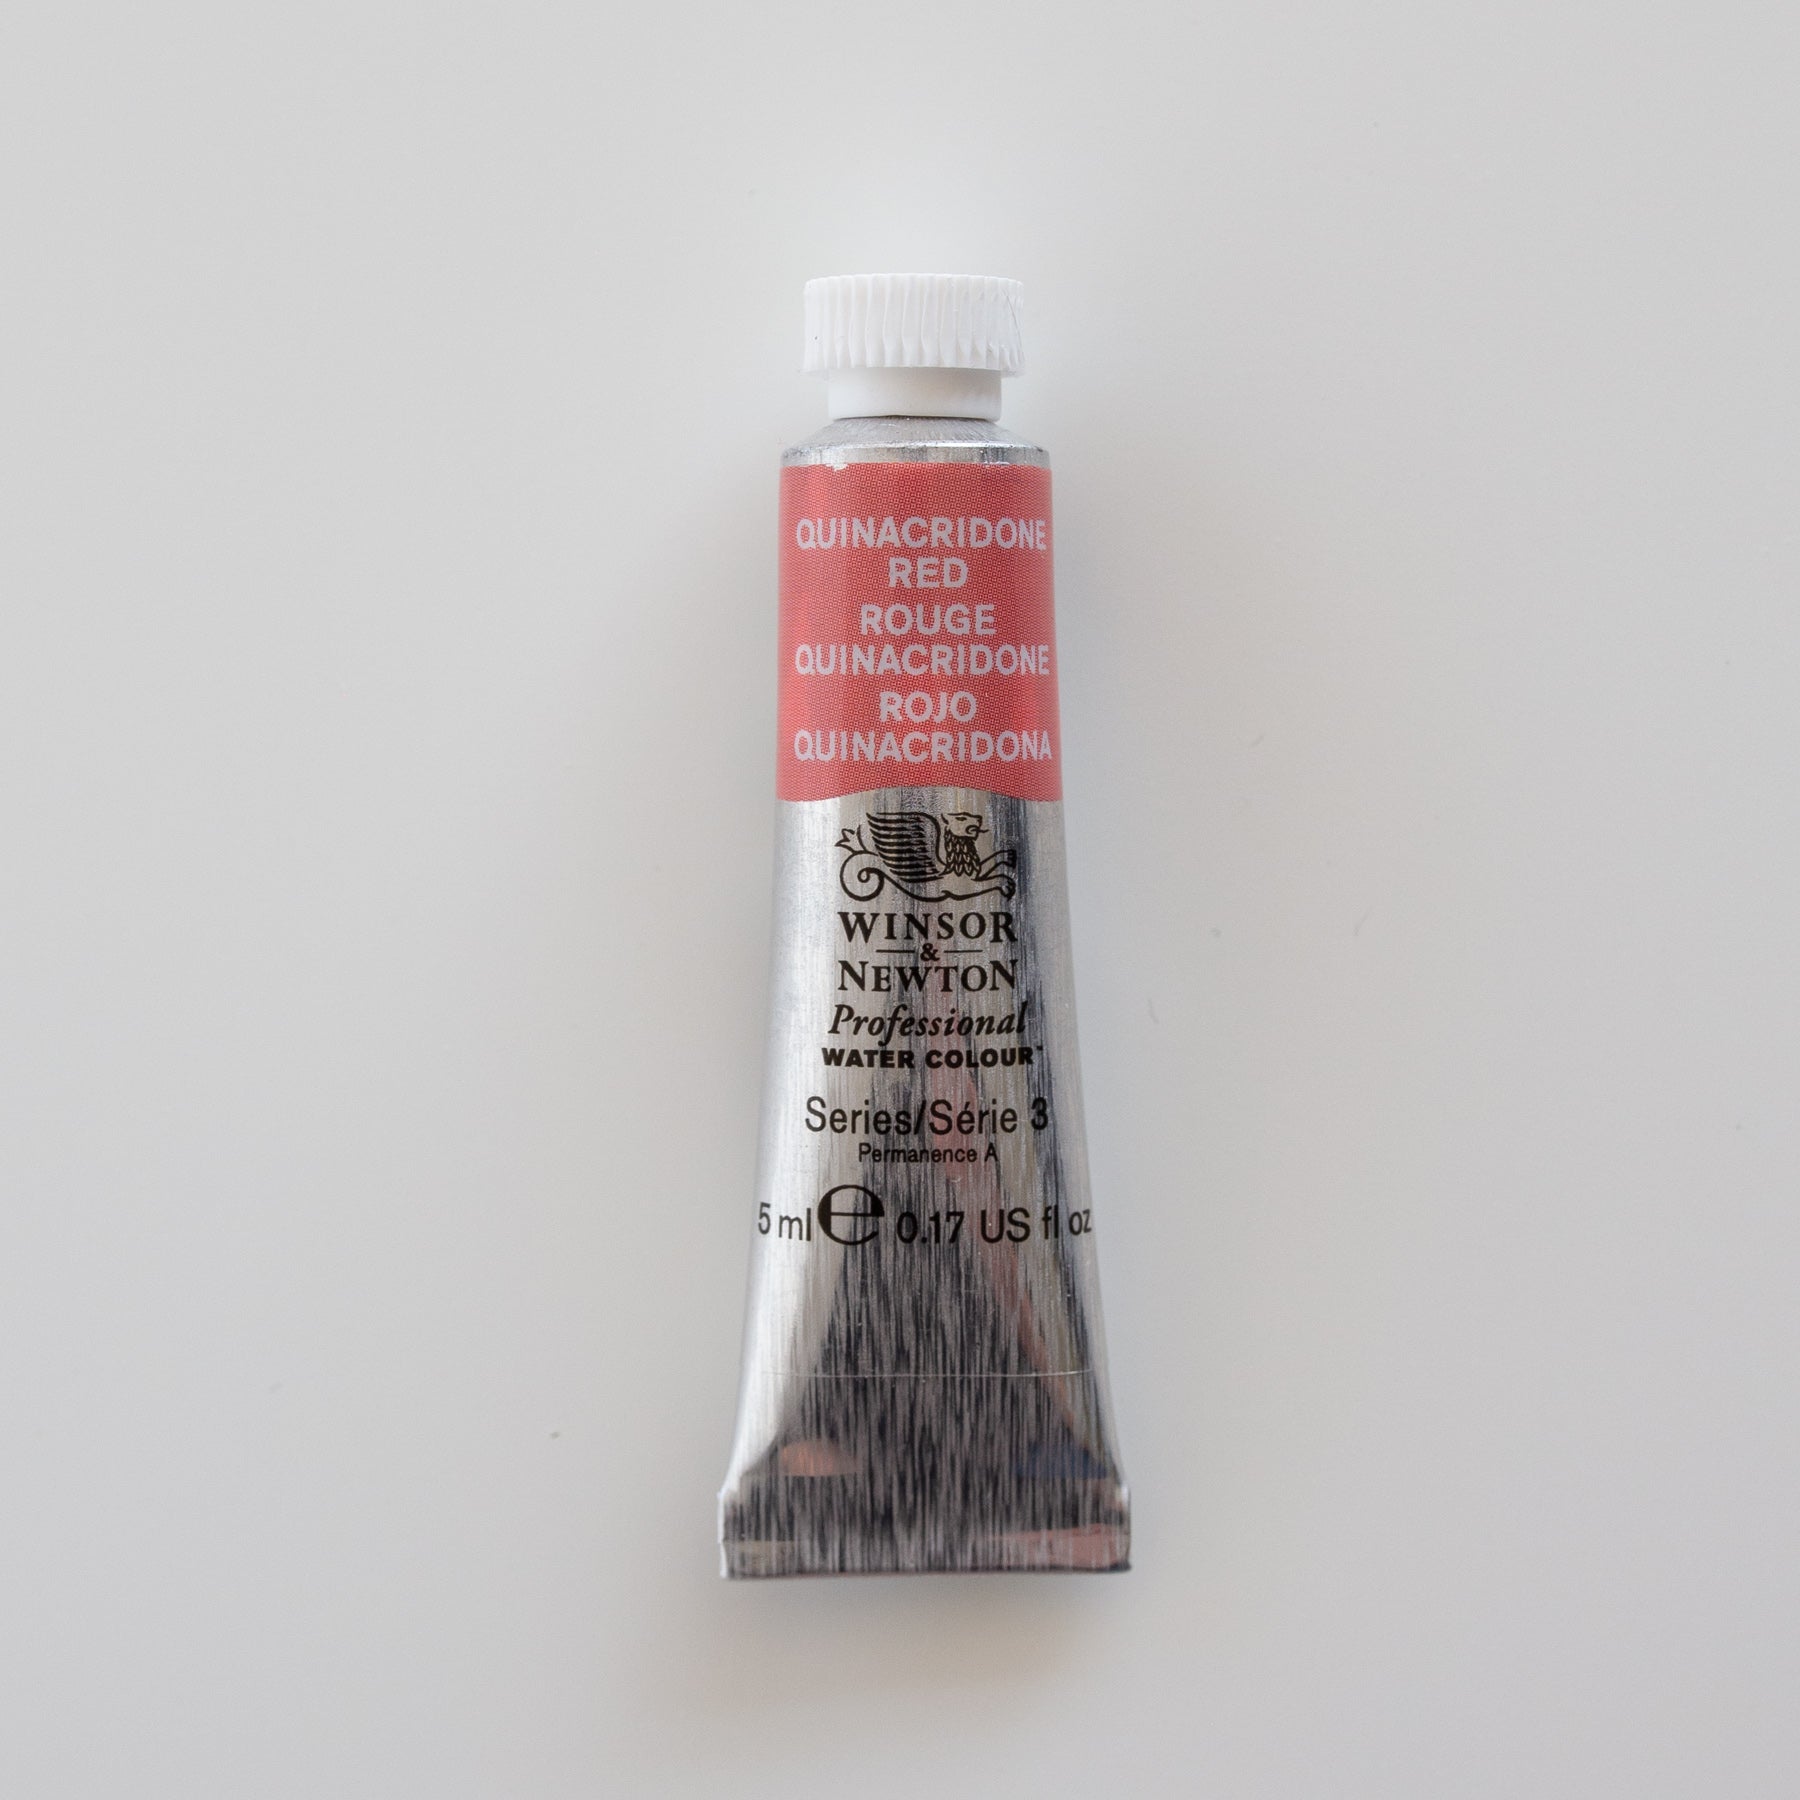 QUINACRIDONE
RED
ROUGE
QUINACRIDONE
ROJO
QUINACRIDONA
WINSOR
&
NEWTON
Professional
WATER COLOUR™
Series/Série 3
Permanence A
5 ml ℮ 0.17 US fl oz